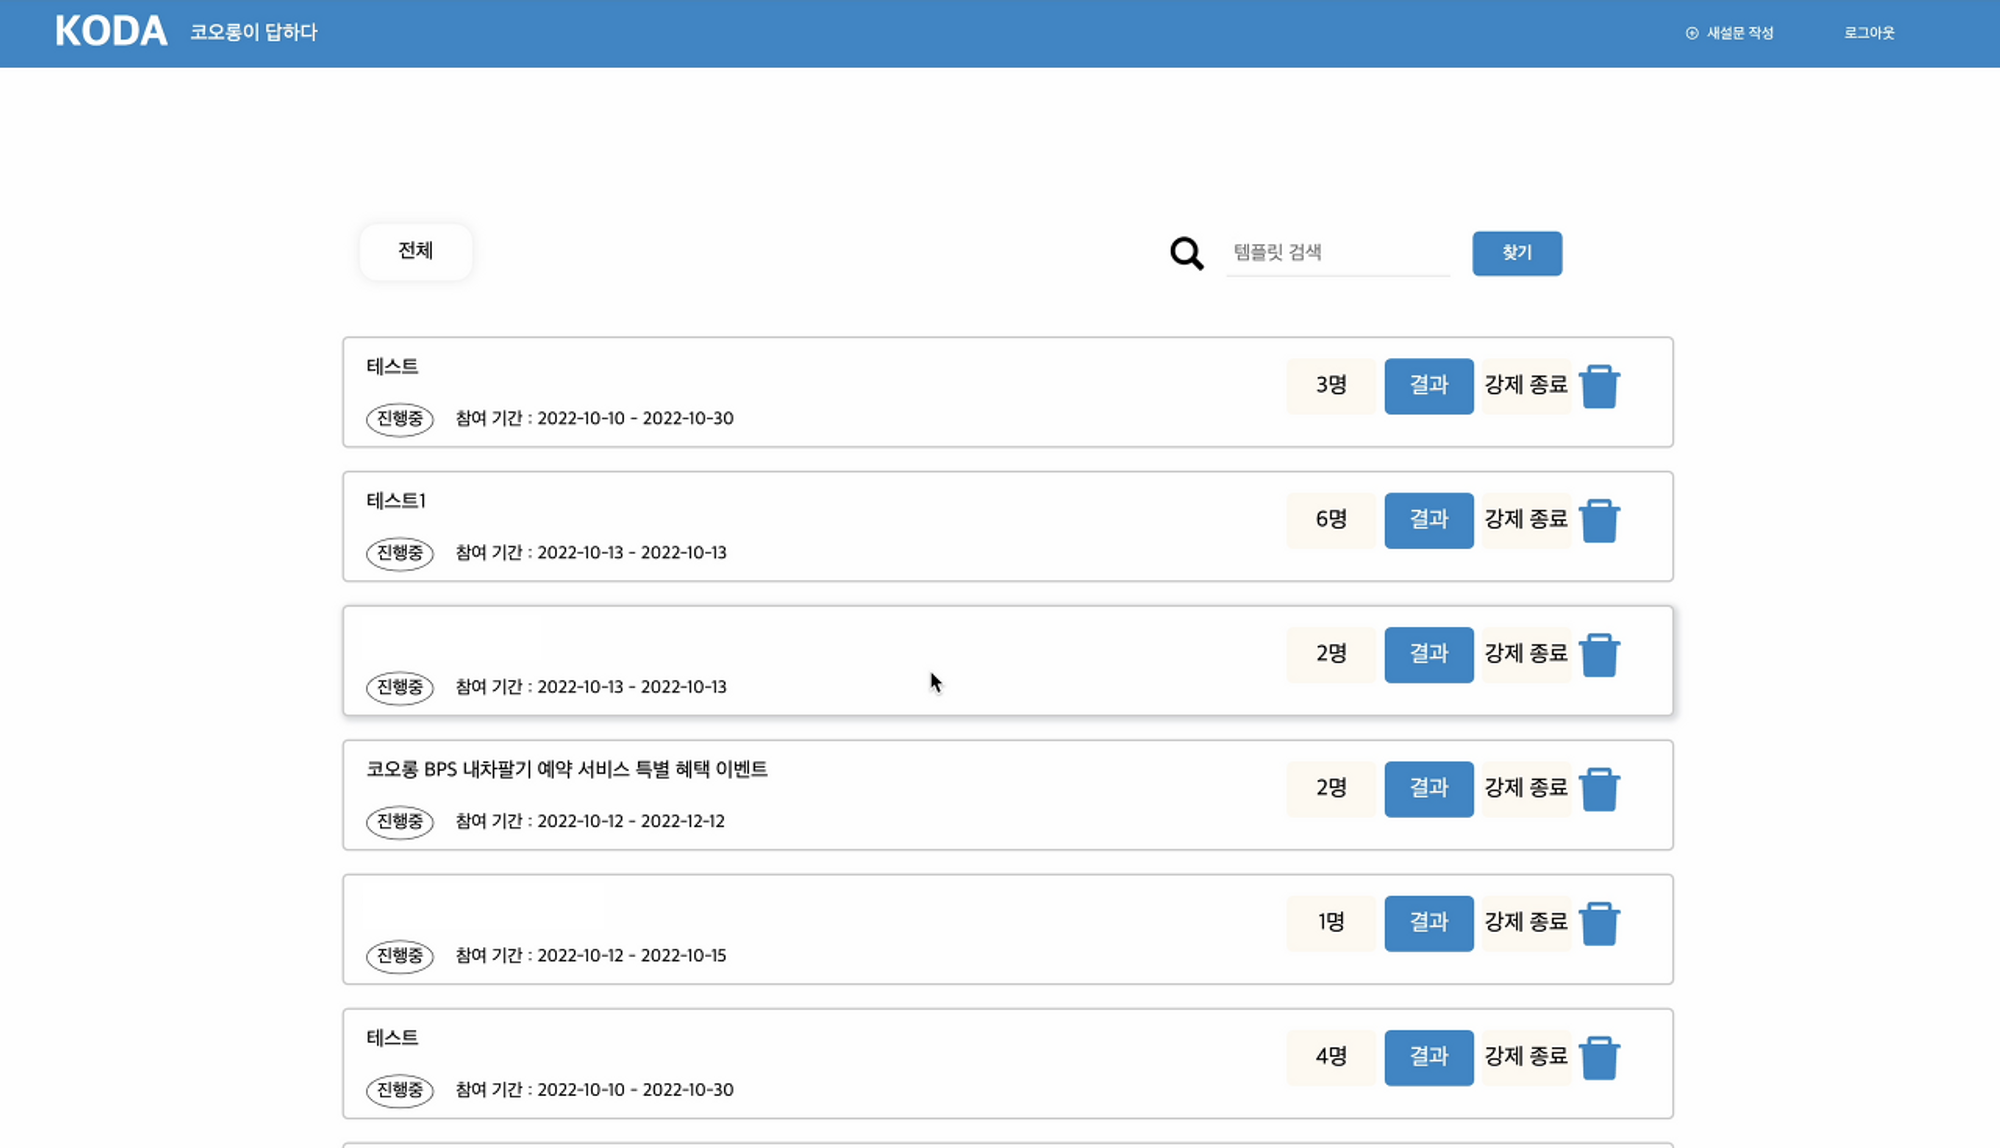 KODA 코오롱이 답하다 새설문 작성 로그아웃
전체 템플릿 검색 찾기
테스트
3명 결과 강제 종료
진행중 참여 기간 : 2022-10-10 - 2022-10-30
테스트1
6명 결과 강제 종료
진행중 참여 기간 : 2022-10-13 - 2022-10-13
2명 결과 강제 종료
진행중 참여 기간 : 2022-10-13 - 2022-10-13
코오롱 BPS 내차팔기 예약 서비스 특별 혜택 이벤트
2명 결과 강제 종료
진행중 참여 기간 : 2022-10-12 - 2022-12-12
1명 결과 강제 종료
진행중 참여 기간 : 2022-10-12 - 2022-10-15
테스트
4명 결과 강제 종료
진행중 참여 기간 : 2022-10-10 - 2022-10-30